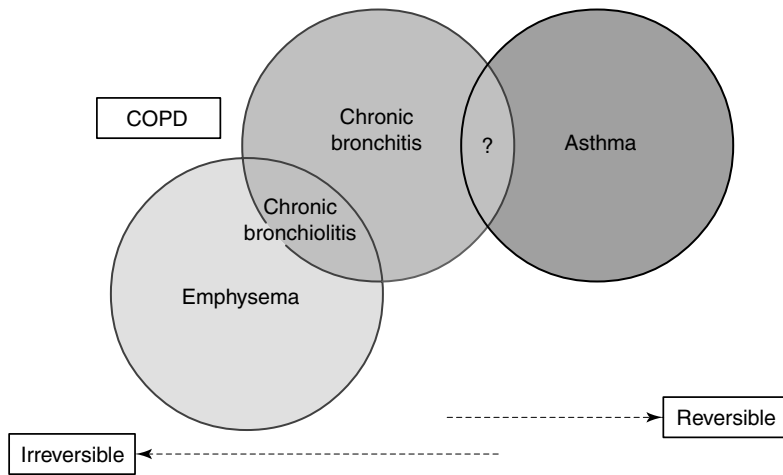 COPD
Chronic
bronchitis
?
Asthma
Chronic
bronchiolitis
Emphysema
Reversible
Irreversible